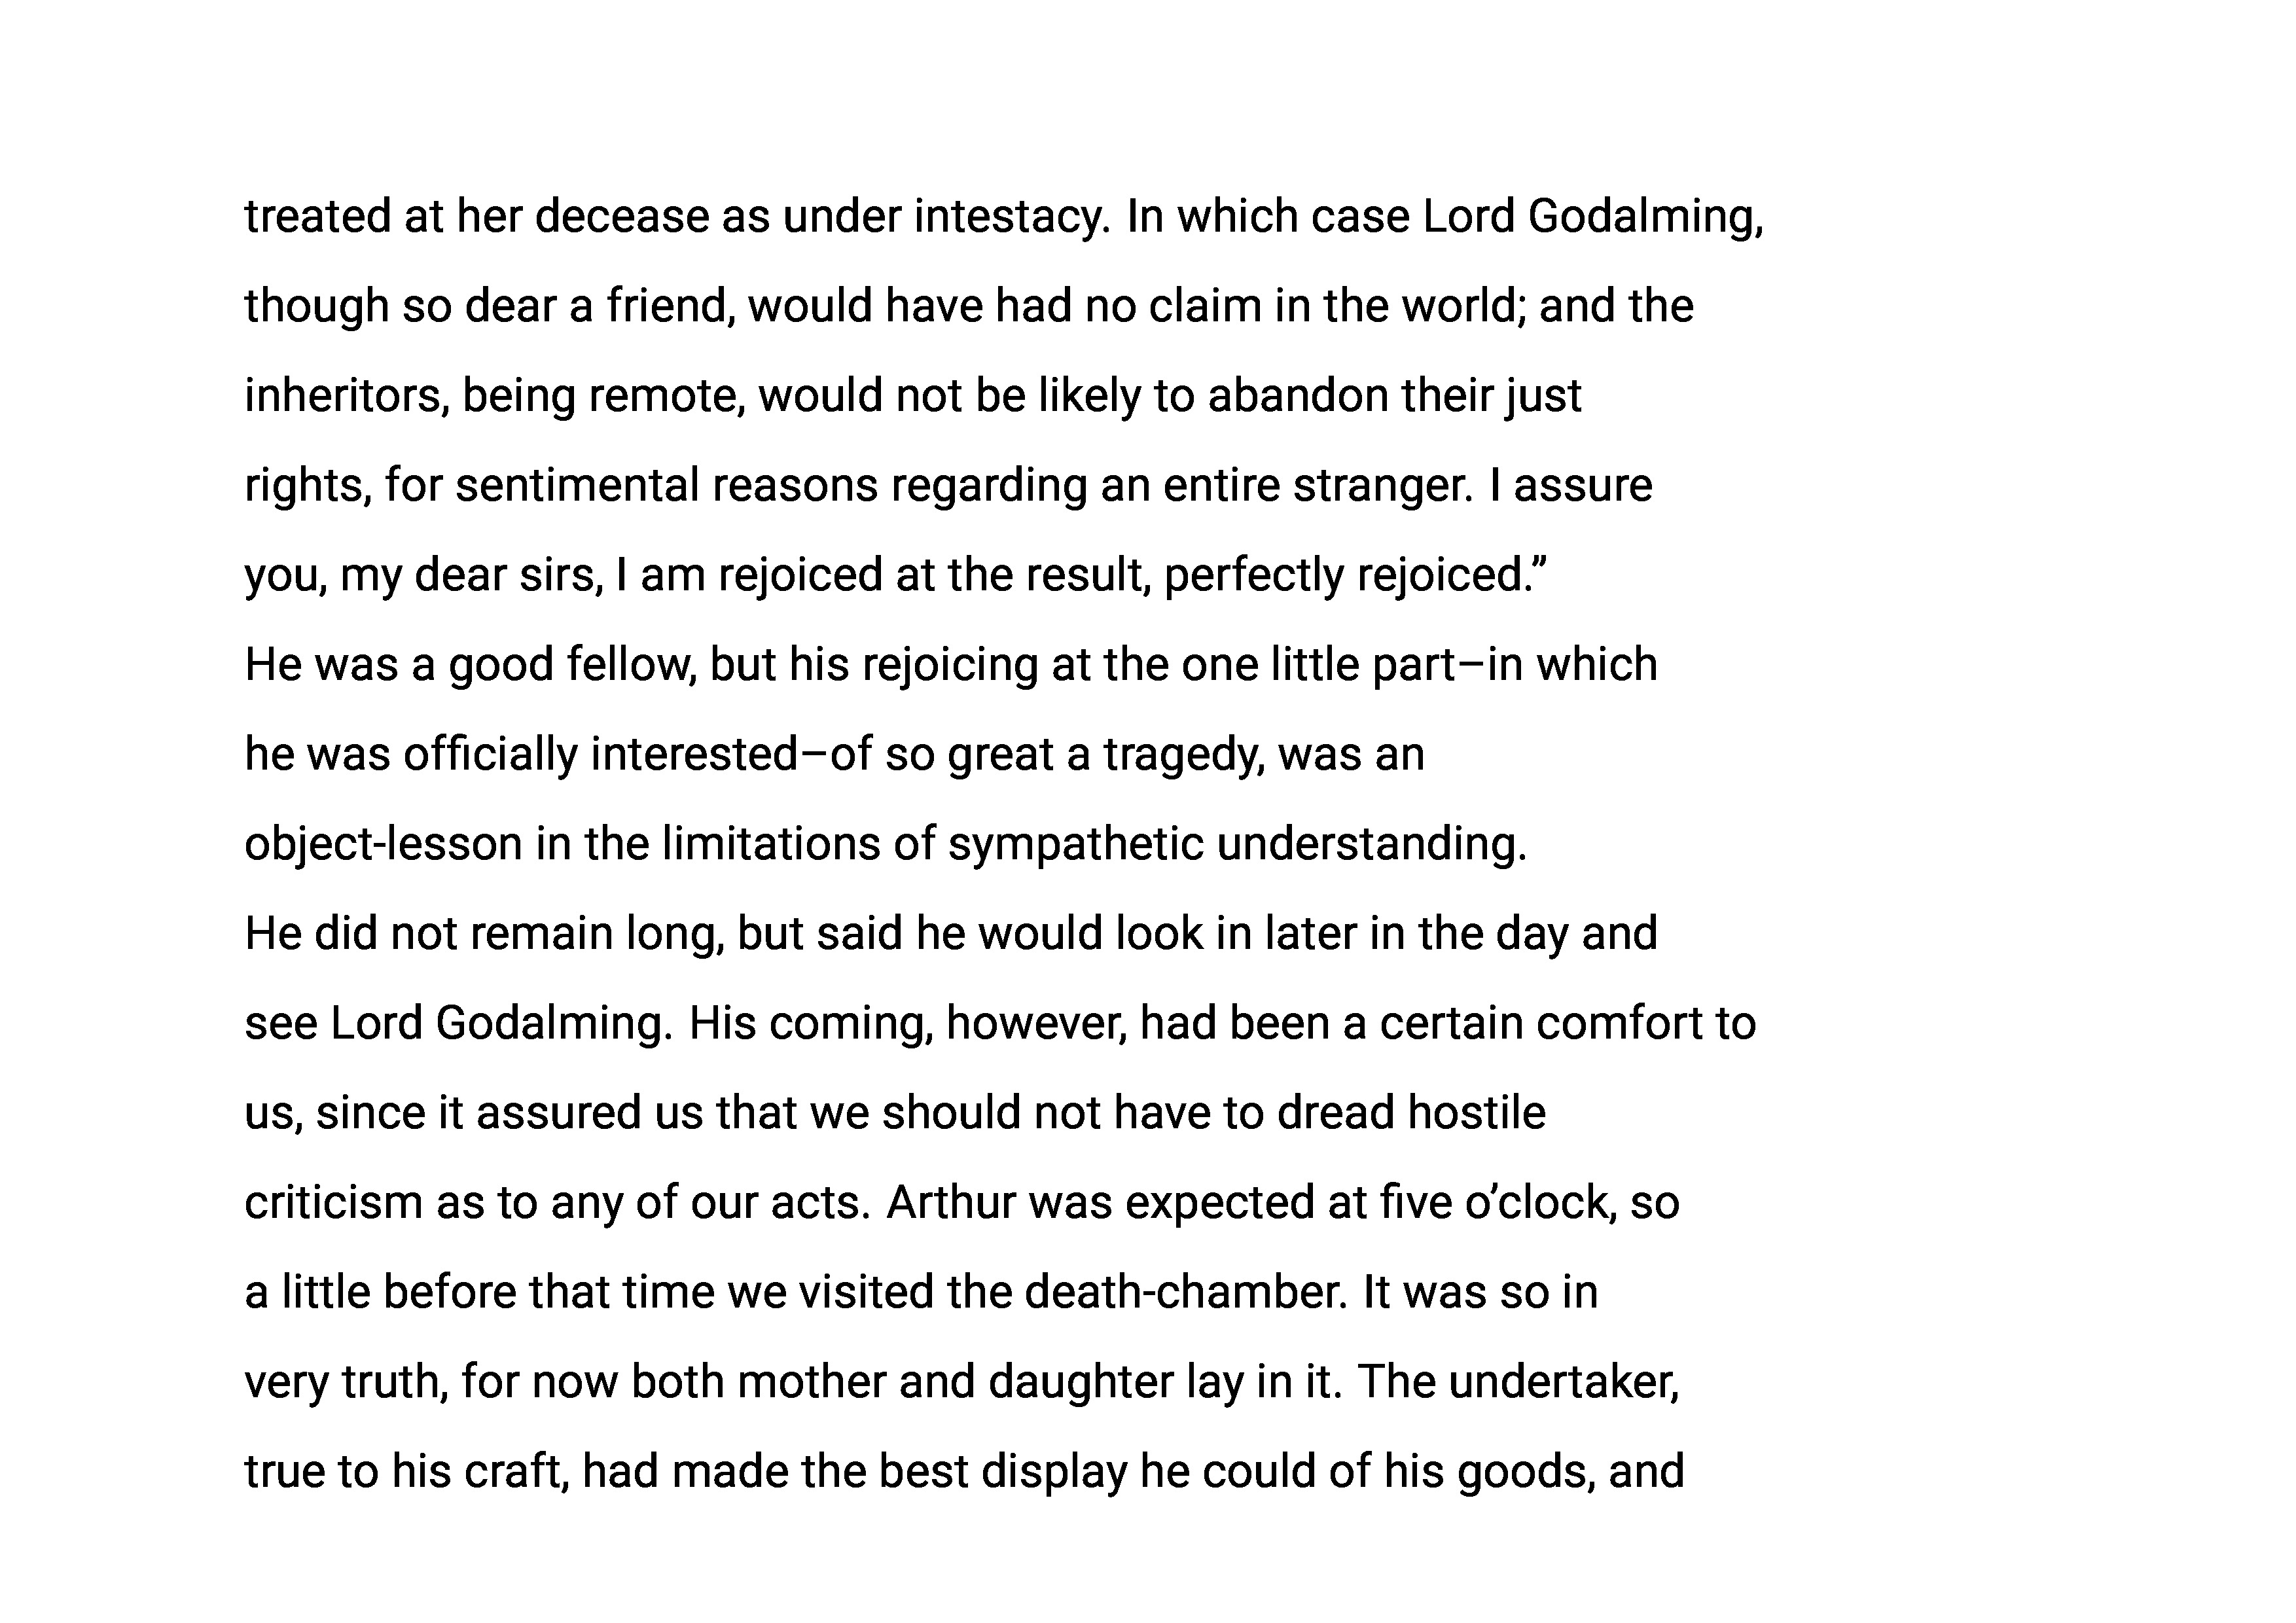 treated at her decease as under intestacy. In which case Lord Godalming,
though so dear a friend, would have had no claim in the world; and the
inheritors, being remote, would not be likely to abandon their just
rights, for sentimental reasons regarding an entire stranger. I assure
you, my dear sirs, I am rejoiced at the result, perfectly rejoiced.”
He was a good fellow, but his rejoicing at the one little part–in which
he was officially interested–of so great a tragedy, was an
object-lesson in the limitations of sympathetic understanding.
He did not remain long, but said he would look in later in the day and
see Lord Godalming. His coming, however, had been a certain comfort to
us, since it assured us that we should not have to dread hostile
criticism as to any of our acts. Arthur was expected at five o’clock, so
a little before that time we visited the death-chamber. It was so in
very truth, for now both mother and daughter lay in it. The undertaker,
true to his craft, had made the best display he could of his goods, and